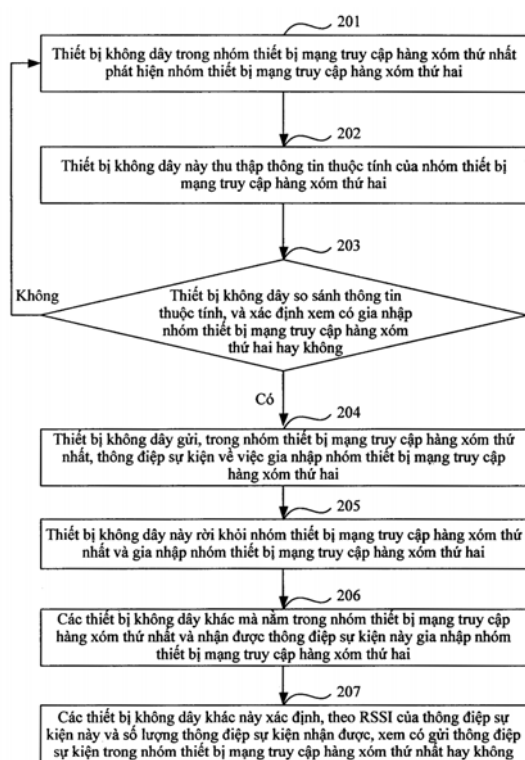 201
Thiết bị không dây trong nhóm thiết bị mạng truy cập hàng xóm thứ nhất
phát hiện nhóm thiết bị mạng truy cập hàng xóm thứ hai
202
Thiết bị không dây này thu thập thông tin thuộc tính của nhóm thiết bị
mạng truy cập hàng xóm thứ hai
203
Không
Thiết bị không dây so sánh thông tin
thuộc tính, và xác định xem có gia nhập
nhóm thiết bị mạng truy cập hàng xóm
thứ hai hay không
Có
204
Thiết bị không dây gửi, trong nhóm thiết bị mạng truy cập hàng xóm thứ
nhất, thông điệp sự kiện về việc gia nhập nhóm thiết bị mạng truy cập
hàng xóm thứ hai
205
Thiết bị không dây này rời khỏi nhóm thiết bị mạng truy cập hàng xóm thứ
nhất và gia nhập nhóm thiết bị mạng truy cập hàng xóm thứ hai
206
Các thiết bị không dây khác mà nằm trong nhóm thiết bị mạng truy cập
hàng xóm thứ nhất và nhận được thông điệp sự kiện này gia nhập nhóm
thiết bị mạng truy cập hàng xóm thứ hai
207
Các thiết bị không dây khác này xác định, theo RSSI của thông điệp sự
kiện này và số lượng thông điệp sự kiện nhận được, xem có gửi thông điệp
sự kiện trong nhóm thiết bị mạng truy cập hàng xóm thứ nhất hay không